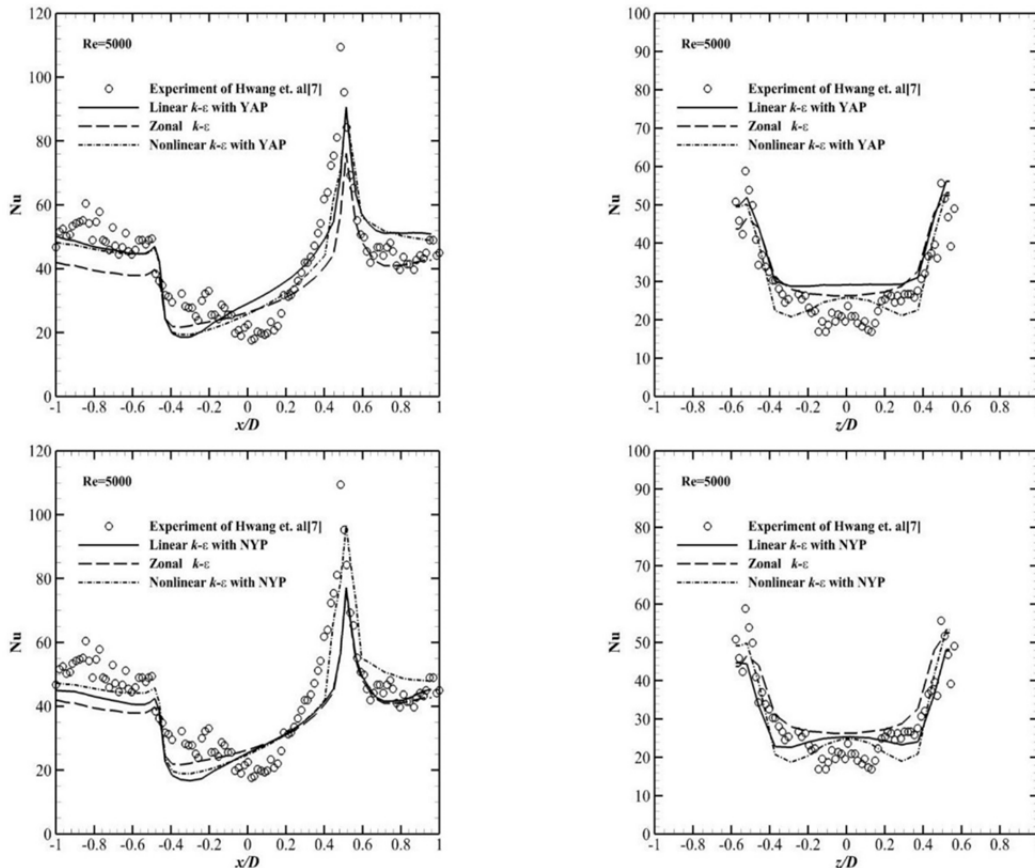 120
100
80
60
40
20
0
Nu
Re=5000
Experiment of Hwang et. al[7]
Linear k-ε with YAP
Zonal k-ε
Nonlinear k-ε with YAP
-1 -0.8 -0.6 -0.4 -0.2 0 0.2 0.4 0.6 0.8 1
x/D
100
90
80
70
60
50
40
30
20
10
0
Nu
Re=5000
Experiment of Hwang et. al[7]
Linear k-ε with YAP
Zonal k-ε
Nonlinear k-ε with YAP
-1 -0.8 -0.6 -0.4 -0.2 0 0.2 0.4 0.6 0.8
z/D
120
100
80
60
40
20
0
Nu
Re=5000
Experiment of Hwang et. al[7]
Linear k-ε with NYP
Zonal k-ε
Nonlinear k-ε with NYP
-1 -0.8 -0.6 -0.4 -0.2 0 0.2 0.4 0.6 0.8 1
x/D
100
90
80
70
60
50
40
30
20
10
0
Nu
Re=5000
Experiment of Hwang et. al[7]
Linear k-ε with NYP
Zonal k-ε
Nonlinear k-ε with NYP
-1 -0.8 -0.6 -0.4 -0.2 0 0.2 0.4 0.6 0.8
z/D